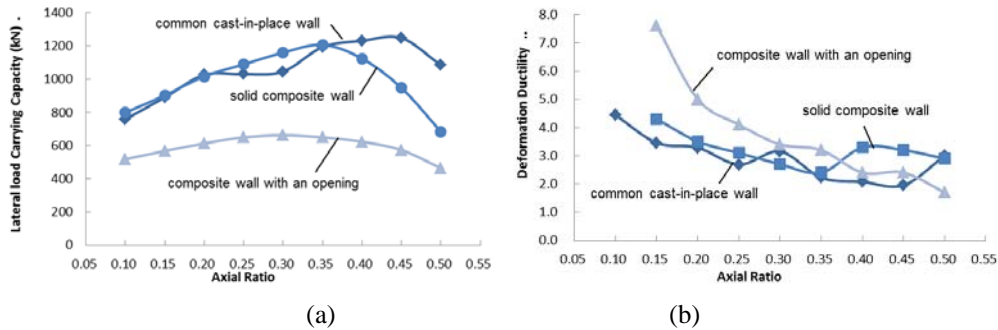 Lateral load Carrying Capacity (kN) .
1400
1200
1000
800
600
400
200
0
common cast-in-place wall
solid composite wall
composite wall with an opening
0.05 0.10 0.15 0.20 0.25 0.30 0.35 0.40 0.45 0.50 0.55
Axial Ratio
(a)
Deformation Ductility ..
8.0
7.0
6.0
5.0
4.0
3.0
2.0
1.0
0.0
composite wall with an opening
solid composite wall
common cast-in-place wall
0.05 0.10 0.15 0.20 0.25 0.30 0.35 0.40 0.45 0.50 0.55
Axial Ratio
(b)